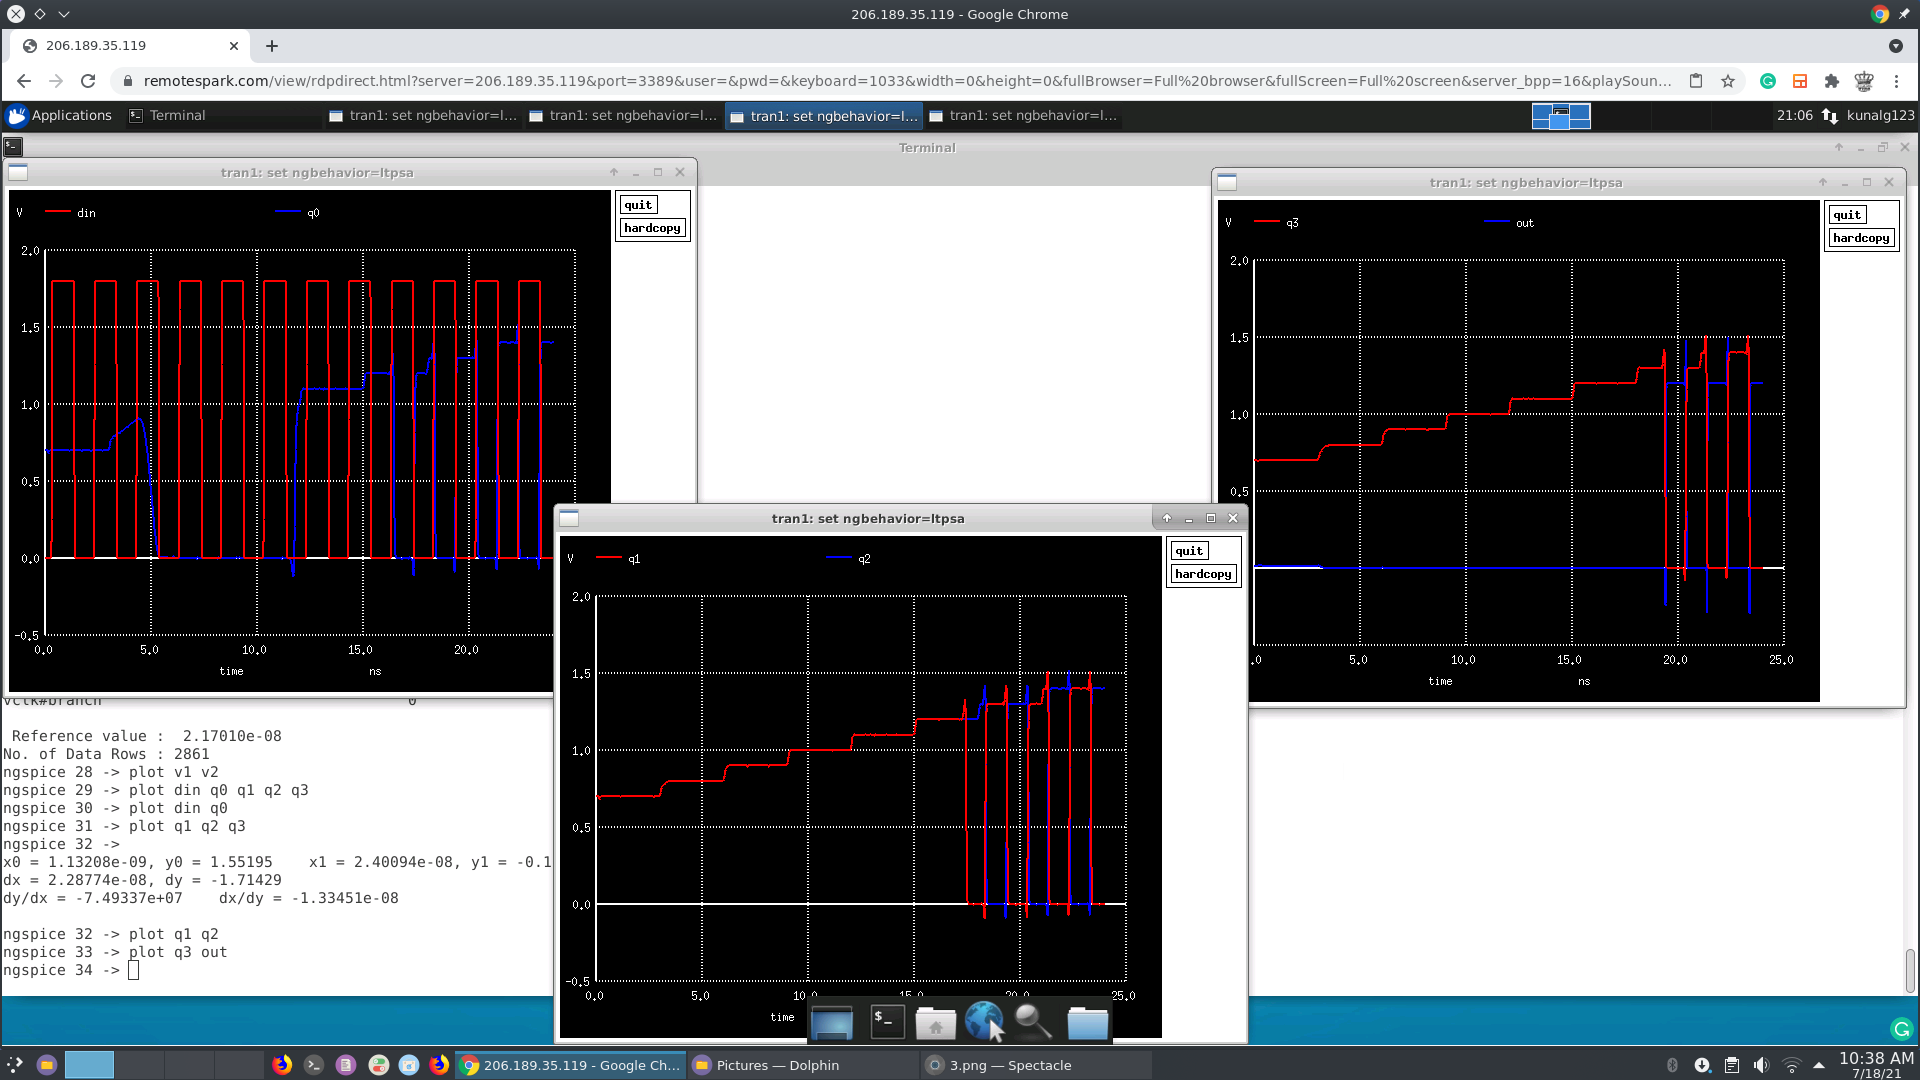 206.189.35.119 - Google Chrome
206.189.35.119
remotespark.com/view/rdpdirect.html?server=206.189.35.119&port=3389&user=&pwd=&keyboard=1033&width=0&height=0&fullBrowser=Full%20browser&fullScreen=Full%20screen&server_bpp=16&playSoun...
Applications Terminal tran1: set ngbehavior=l... tran1: set ngbehavior=l... tran1: set ngbehavior=l... tran1: set ngbehavior=l... 21:06 kunalg123
Terminal
tran1: set ngbehavior=ltpsa
quit
hardcopy
V din q0
2.0
1.5
1.0
0.5
0.0
-0.5
0.0 5.0 10.0 15.0 20.0
time ns
tran1: set ngbehavior=ltpsa
quit
hardcopy
V q3 out
2.0
1.5
1.0
0.5
.0 5.0 10.0 15.0 20.0 25.0
time ns
tran1: set ngbehavior=ltpsa
quit
hardcopy
V q1 q2
2.0
1.5
1.0
0.5
0.0
-0.5
0.0 5.0 10.0 15.0 20.0 25.0
time
vclk#branch 0
Reference value : 2.17010e-08
No. of Data Rows : 2861
ngspice 28 -> plot v1 v2
ngspice 29 -> plot din q0 q1 q2 q3
ngspice 30 -> plot din q0
ngspice 31 -> plot q1 q2 q3
ngspice 32 ->
x0 = 1.13208e-09, y0 = 1.55195 x1 = 2.40094e-08, y1 = -0.1
dx = 2.28774e-08, dy = -1.71429
dy/dx = -7.49337e+07 dx/dy = -1.33451e-08
ngspice 32 -> plot q1 q2
ngspice 33 -> plot q3 out
ngspice 34 ->
206.189.35.119 - Google Ch... Pictures — Dolphin 3.png — Spectacle 10:38 AM
7/18/21